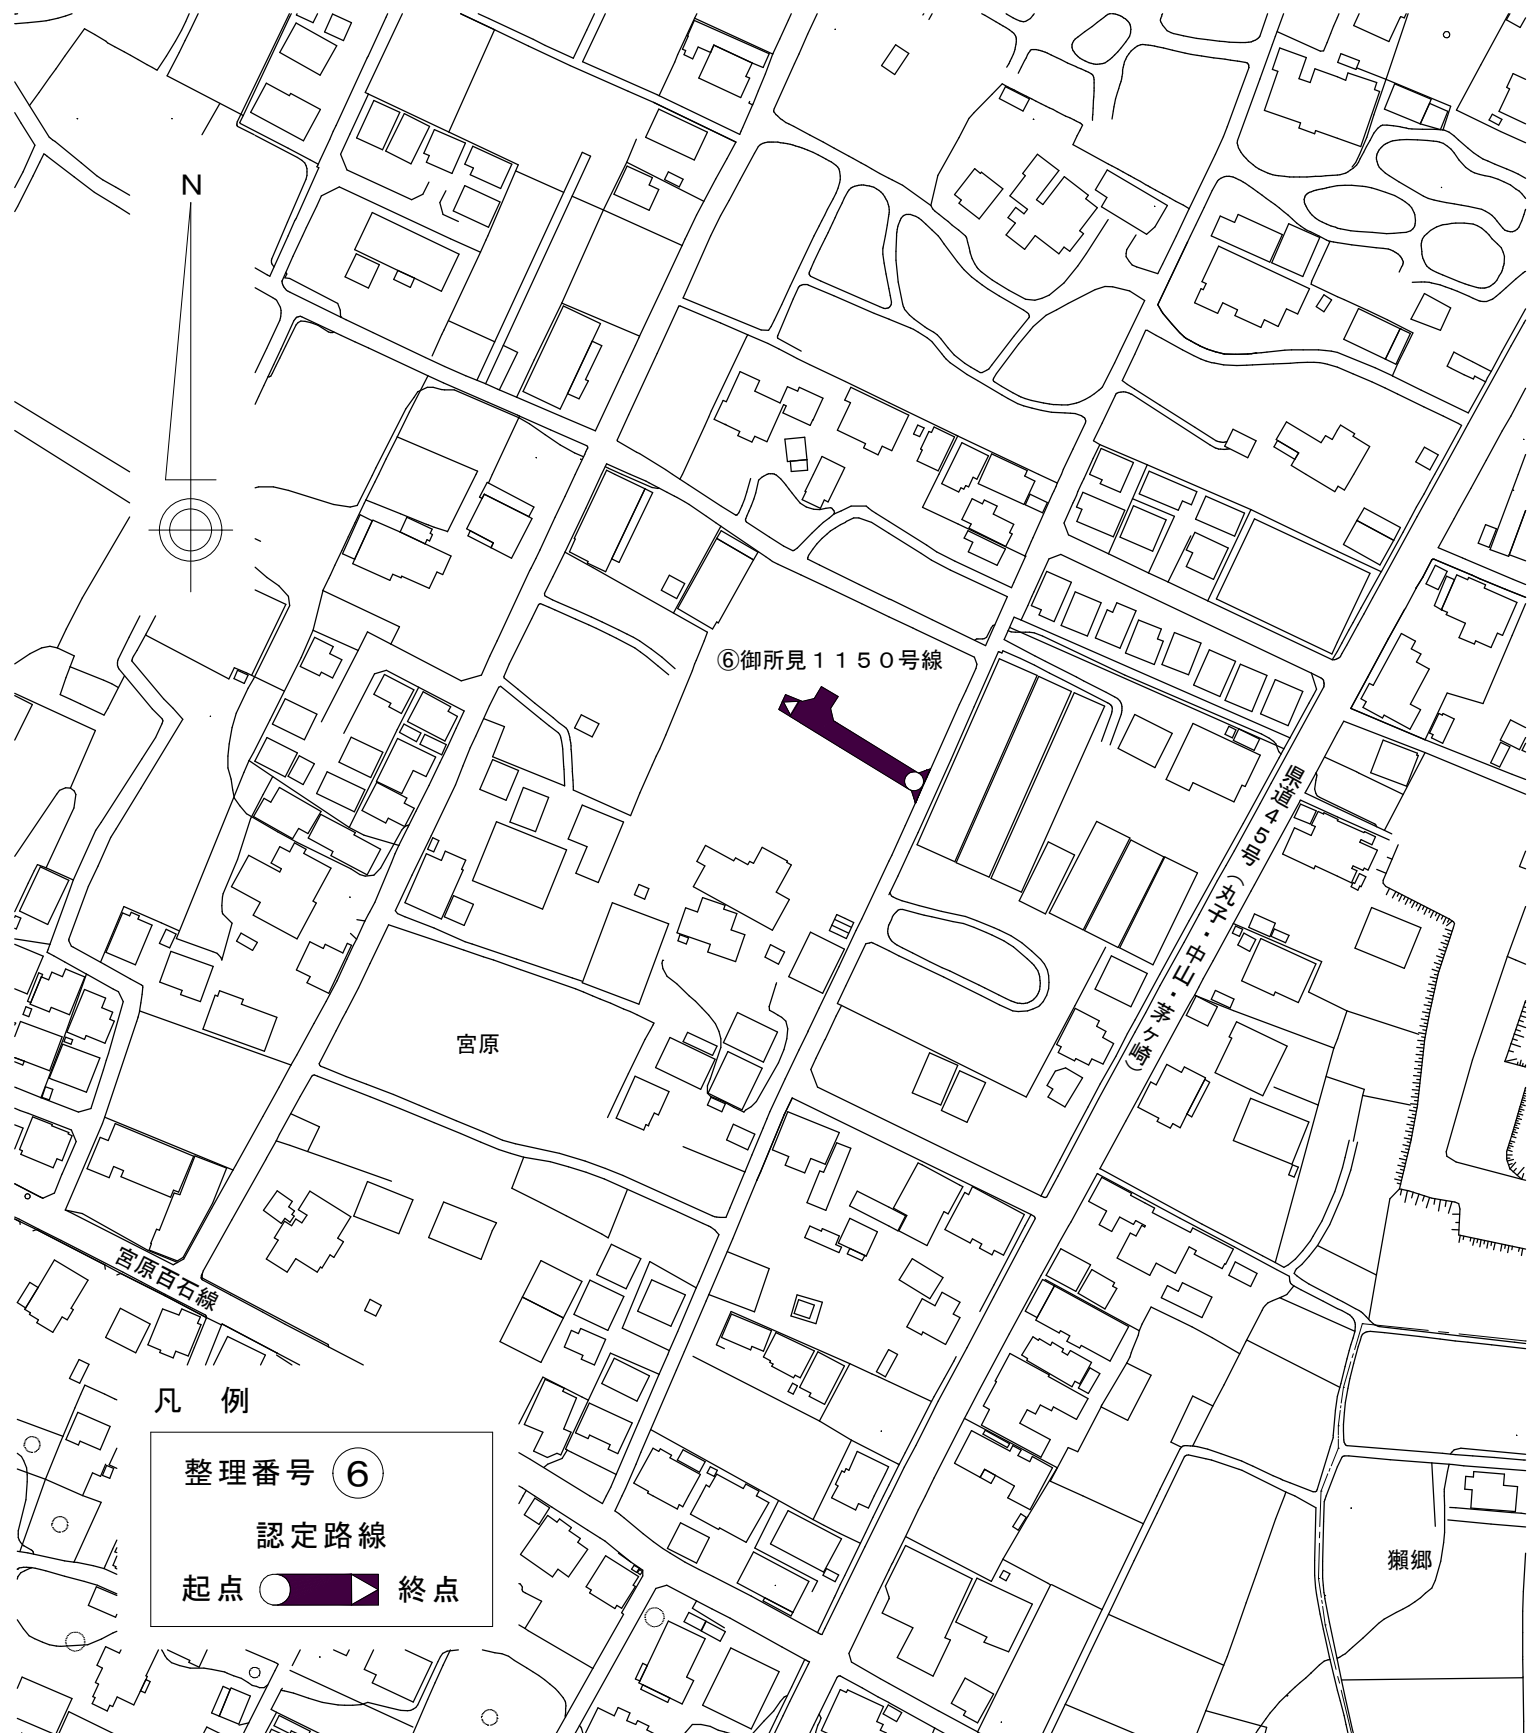 N
⑥御所見1150号線
県道45号(丸子・中山・茅ヶ崎)
宮原
宮原百石線
凡 例
整理番号 ⑥
認定路線
起点 終点
獺郷